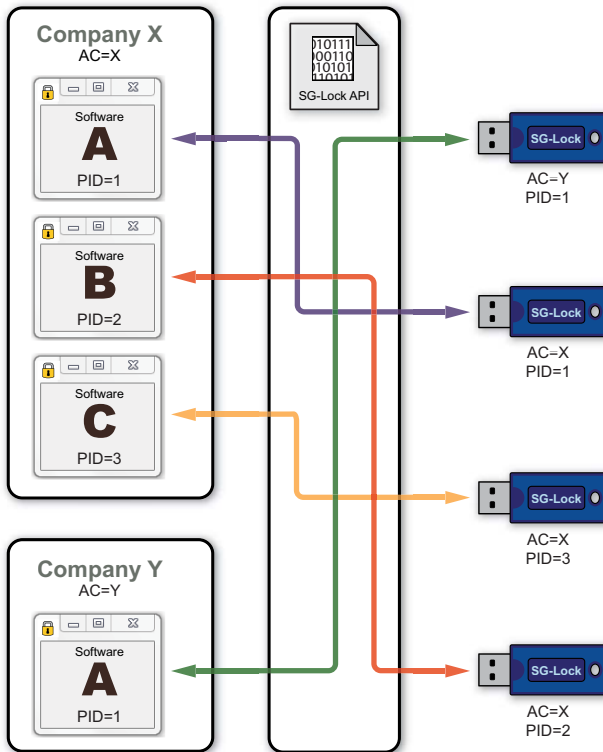 Company X
AC=X
Software
A
PID=1
Software
B
PID=2
Software
C
PID=3
Company Y
AC=Y
Software
A
PID=1
010111
000110
010101
110101
SG-Lock API
SG-Lock
AC=Y
PID=1
SG-Lock
AC=X
PID=1
SG-Lock
AC=X
PID=3
SG-Lock
AC=X
PID=2